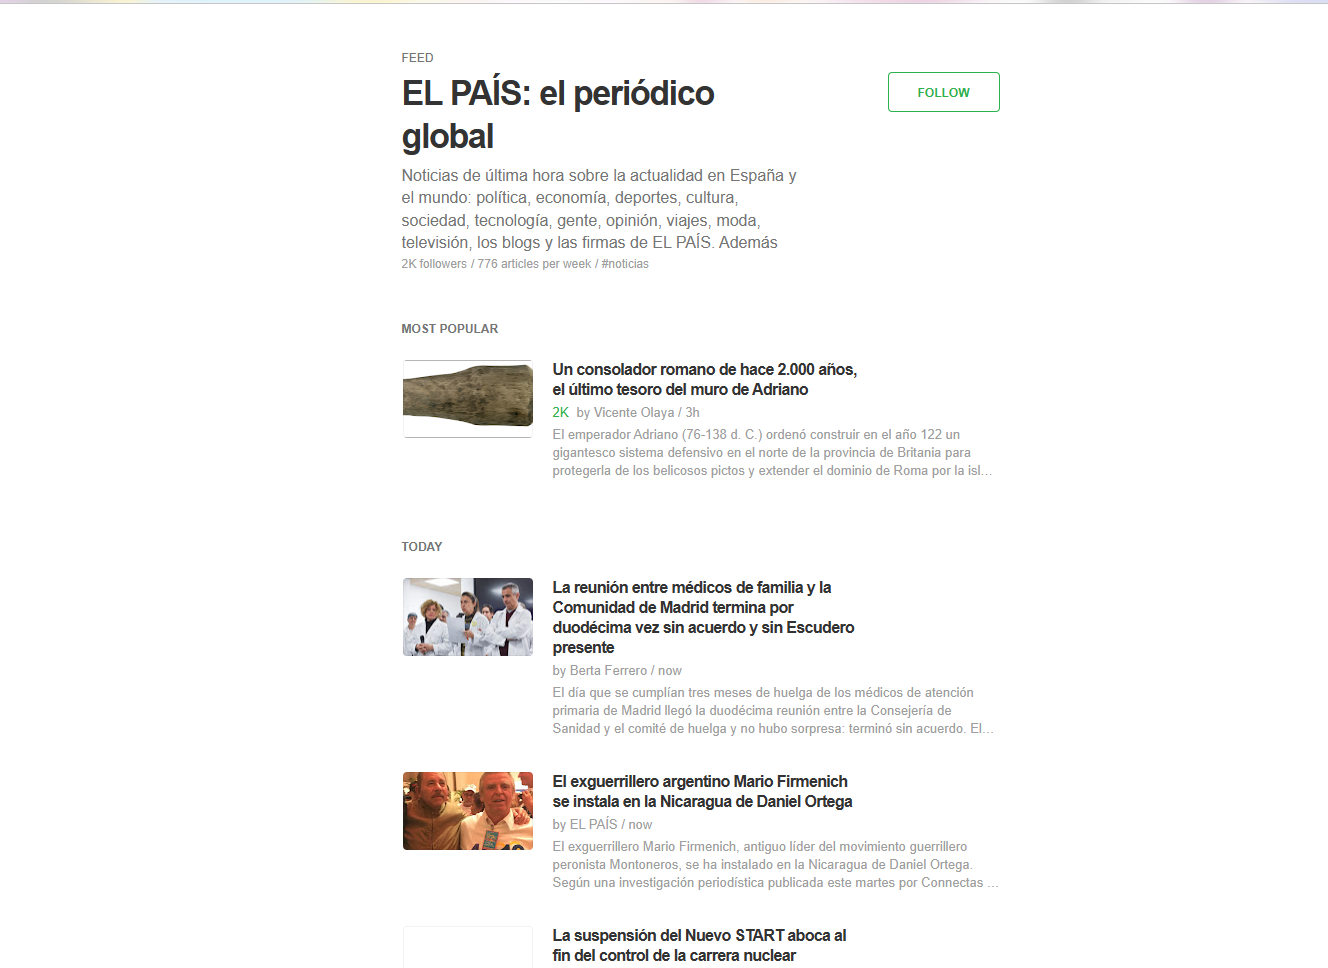 FEED
EL PAÍS: el periódico
global
FOLLOW
Noticias de última hora sobre la actualidad en España y
el mundo: política, economía, deportes, cultura,
sociedad, tecnología, gente, opinión, viajes, moda,
televisión, los blogs y las firmas de EL PAÍS. Además
2K followers / 776 articles per week / #noticias
MOST POPULAR
Un consolador romano de hace 2.000 años,
el último tesoro del muro de Adriano
2K by Vicente Olaya / 3h
El emperador Adriano (76-138 d. C.) ordenó construir en el año 122 un
gigantesco sistema defensivo en el norte de la provincia de Britania para
protegerla de los belicosos pictos y extender el dominio de Roma por la isl…
TODAY
La reunión entre médicos de familia y la
Comunidad de Madrid termina por
duodécima vez sin acuerdo y sin Escudero
presente
by Berta Ferrero / now
El día que se cumplían tres meses de huelga de los médicos de atención
primaria de Madrid llegó la duodécima reunión entre la Consejería de
Sanidad y el comité de huelga y no hubo sorpresa: terminó sin acuerdo. El…
El exguerrillero argentino Mario Firmenich
se instala en la Nicaragua de Daniel Ortega
by EL PAÍS / now
El exguerrillero Mario Firmenich, antiguo líder del movimiento guerrillero
peronista Montoneros, se ha instalado en la Nicaragua de Daniel Ortega.
Según una investigación periodística publicada este martes por Connectas …
La suspensión del Nuevo START aboca al
fin del control de la carrera nuclear